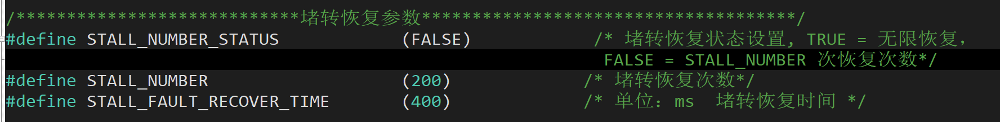 /****************************堵转恢复参数*************************************/
#define STALL_NUMBER_STATUS (FALSE) /* 堵转恢复状态设置, TRUE = 无限恢复，
FALSE = STALL_NUMBER 次恢复次数*/
#define STALL_NUMBER (200) /* 堵转恢复次数*/
#define STALL_FAULT_RECOVER_TIME (400) /* 单位：ms 堵转恢复时间 */